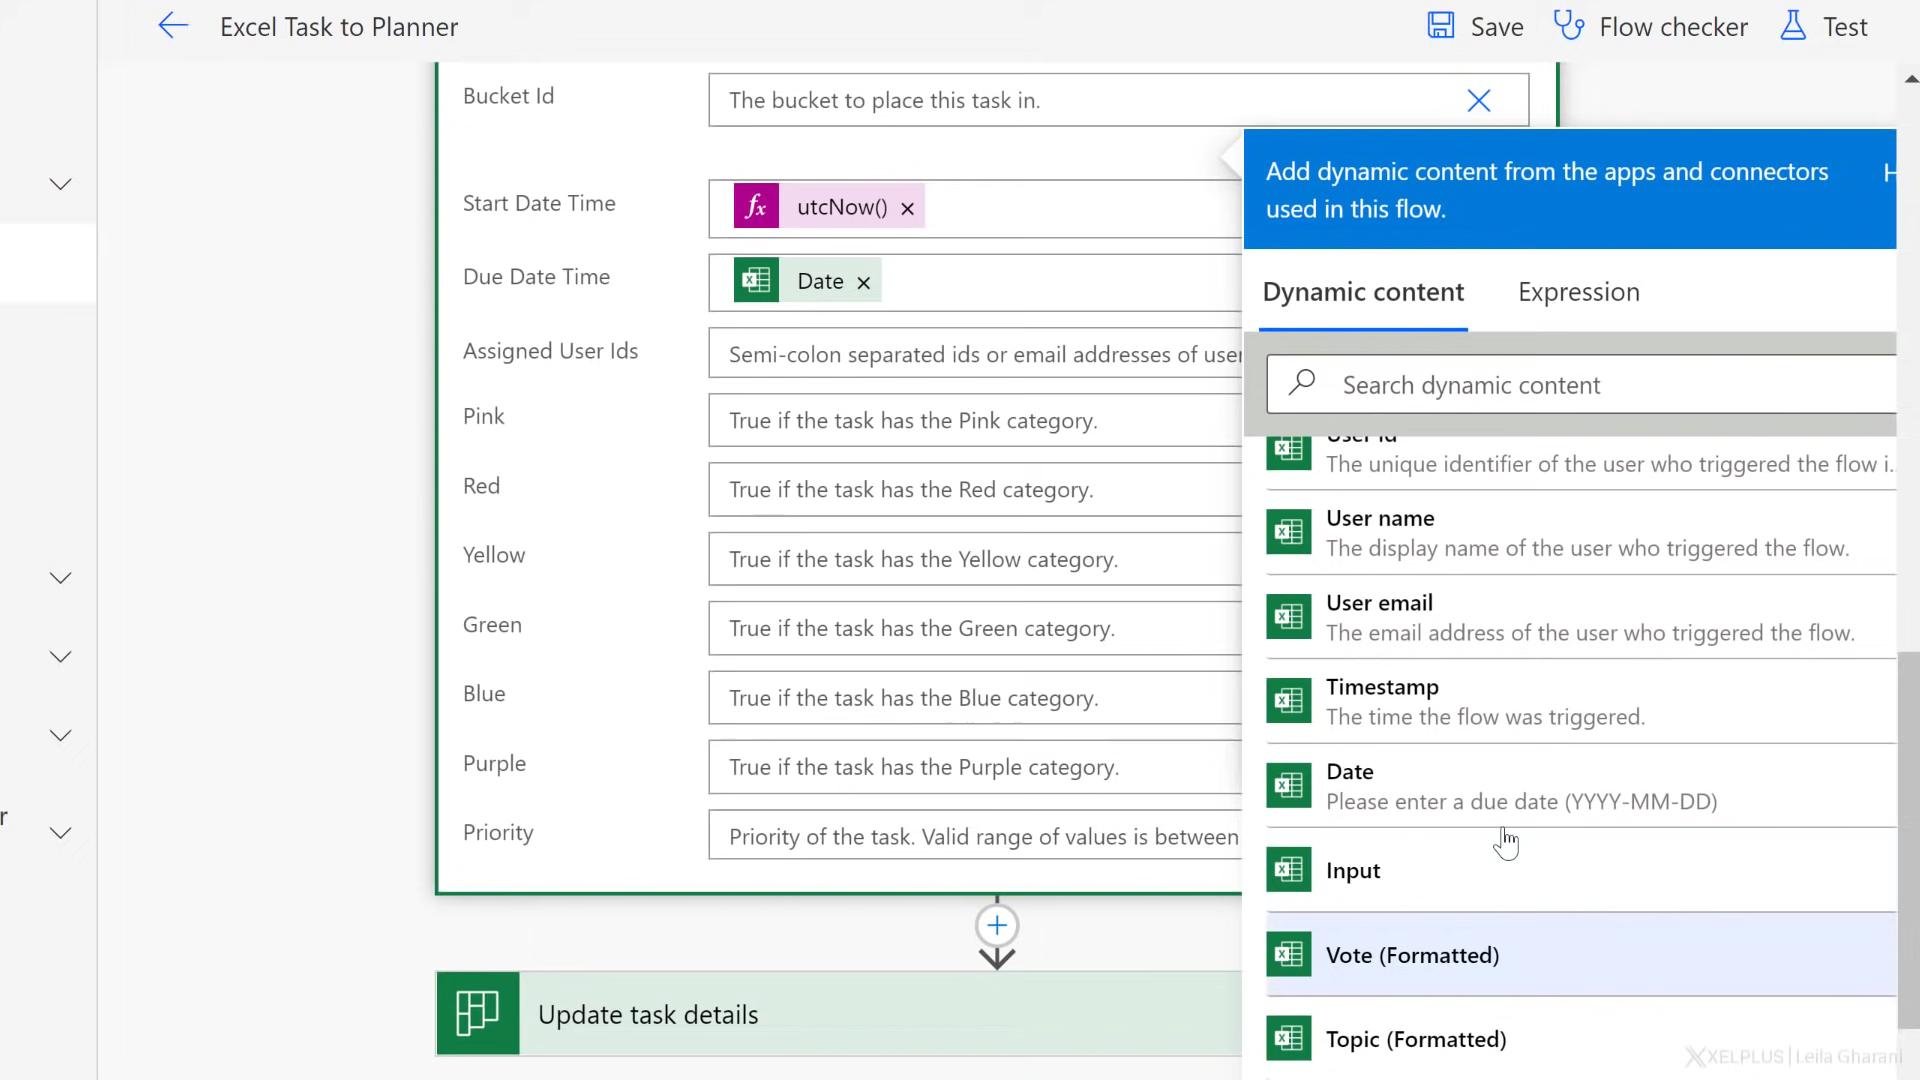 Excel Task to Planner
Save
Flow checker
Test
Bucket Id
The bucket to place this task in.
Start Date Time
fx utcNow()
Due Date Time
Date
Assigned User Ids
Semi-colon separated ids or email addresses of user
Pink
True if the task has the Pink category.
Red
True if the task has the Red category.
Yellow
True if the task has the Yellow category.
Green
True if the task has the Green category.
Blue
True if the task has the Blue category.
Purple
True if the task has the Purple category.
Priority
Priority of the task. Valid range of values is between
Update task details
Add dynamic content from the apps and connectors
used in this flow.
Dynamic content
Expression
Search dynamic content
User id
The unique identifier of the user who triggered the flow i...
User name
The display name of the user who triggered the flow.
User email
The email address of the user who triggered the flow.
Timestamp
The time the flow was triggered.
Date
Please enter a due date (YYYY-MM-DD)
Input
Vote (Formatted)
Topic (Formatted)
XELPLUS | Leila Gharani
r